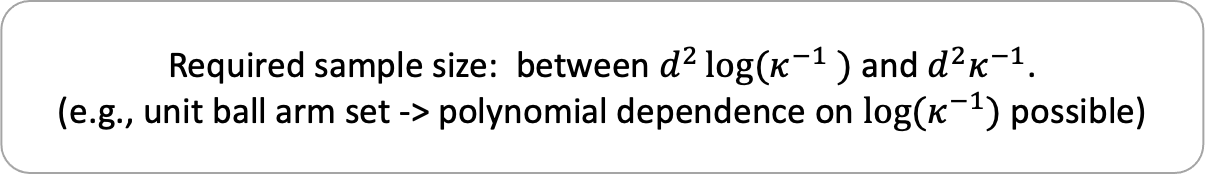 Required sample size:  between 𝑑² log(𝜅⁻¹ ) and 𝑑²𝜅⁻¹.
(e.g., unit ball arm set -> polynomial dependence on log(𝜅⁻¹) possible)